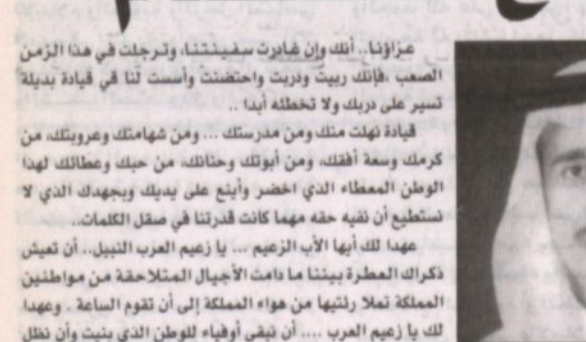 عزاؤنا.. أنك وإن غادرت سفينتنا، وترجلت في هذا الزمن
الصعب ،فإنك ربيت ودربت واحتضنت وأسست لنا في قيادة بديلة
تسير على دربك ولا تخطئه أبدا ..
قيادة نهلت منك ومن مدرستك ... ومن شهامتك وعروبتك، من
كرمك وسعة أفقك، ومن أبوتك وحنانك، من حبك وعطائك لهذا
الوطن المعطاء الذي اخضر وأينع على يديك وبجهدك الذي لا
نستطيع أن نفيه حقه مهما كانت قدرتنا في صقل الكلمات..
عهدا لك أيها الأب الزعيم ... يا زعيم العرب النبيل.. أن تعيش
ذكراك العطرة بيننا ما دامت الأجيال المتلاحقة من مواطنين
المملكة تملا رئتيها من هواء المملكة إلى أن تقوم الساعة . وعهدا
لك يا زعيم العرب .... أن نبقى أوفياء للوطن الذي بنيت وأن نظل